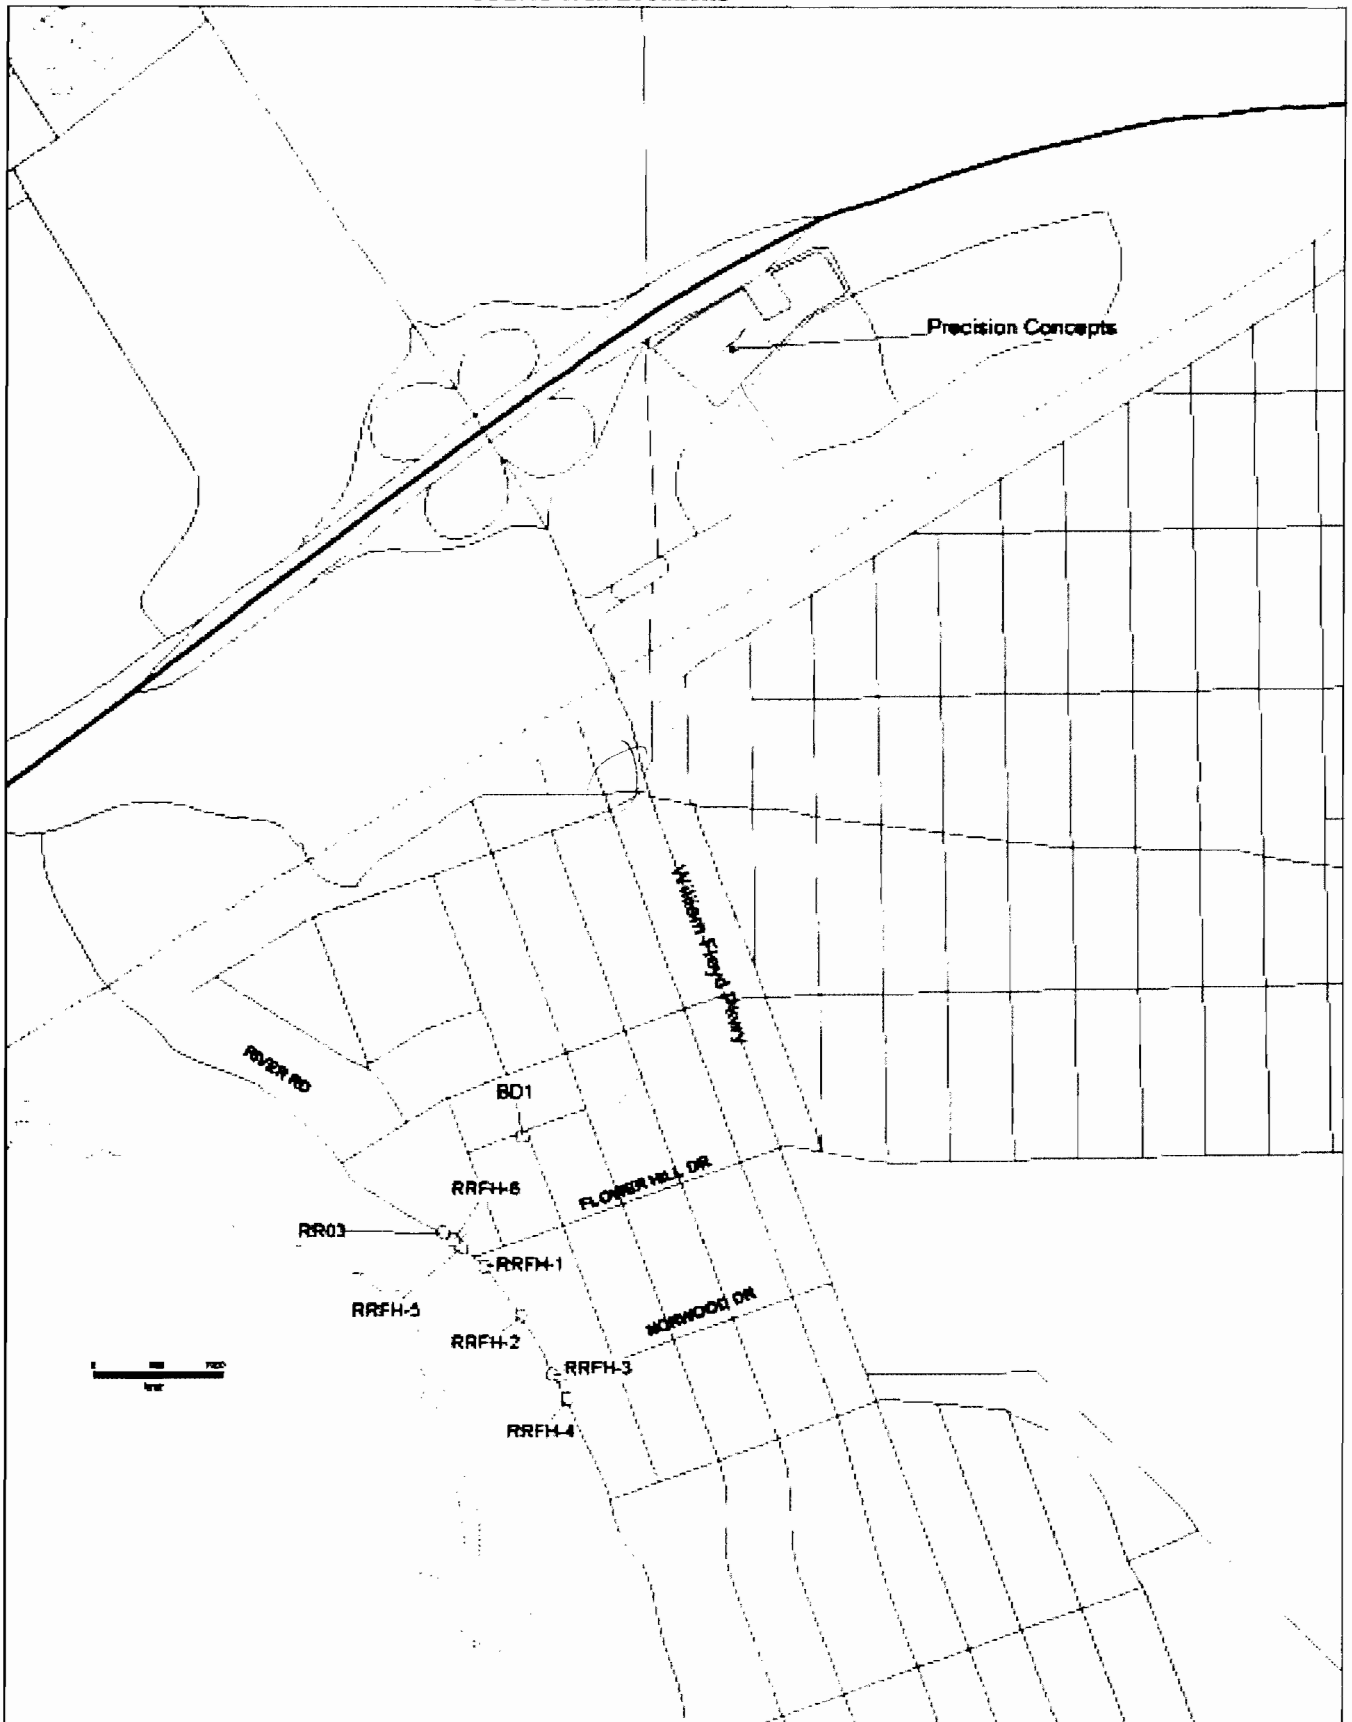 Precision Concepts
William Floyd Pkwy
RIVER RD
BD1
RRFH-6
FLOWER HILL DR
RR03
RRFH-1
RRFH-5
NORWOOD DR
RRFH-2
RRFH-3
RRFH-4